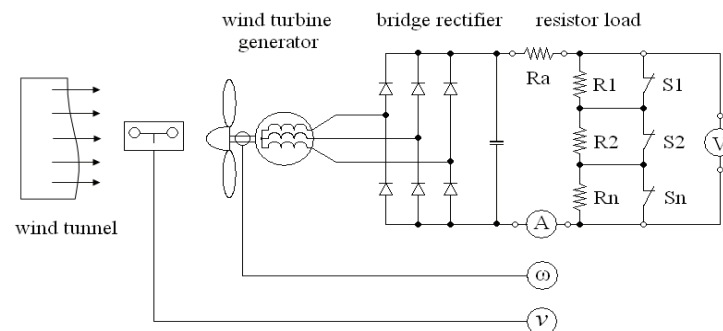 wind turbine
generator
bridge rectifier
resistor load
Ra
R1
S1
R2
S2
V
Rn
Sn
A
wind tunnel
ω
ν